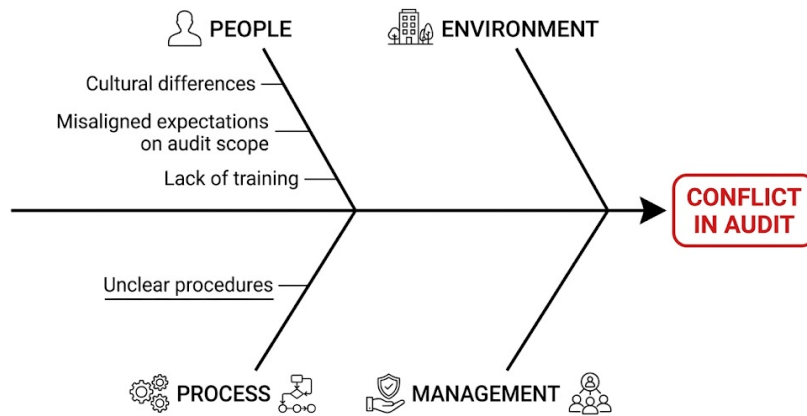 PEOPLE
ENVIRONMENT
Cultural differences
Misaligned expectations
on audit scope
Lack of training
CONFLICT
IN AUDIT
Unclear procedures
PROCESS
MANAGEMENT